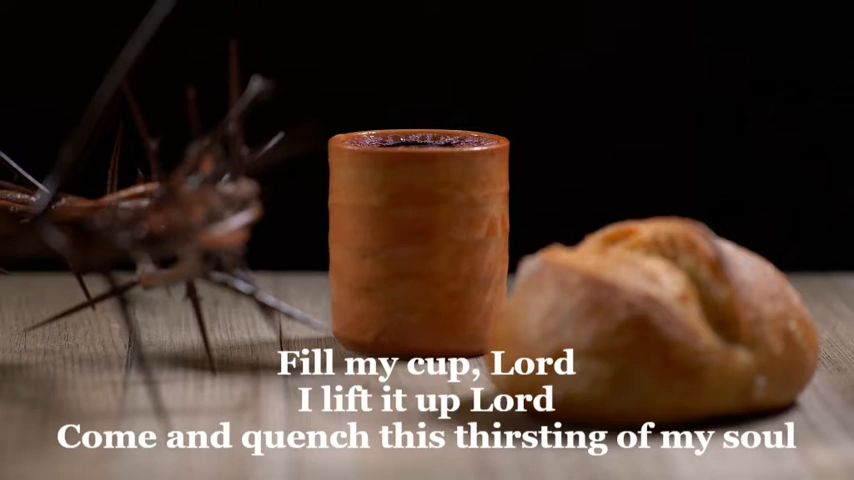 Fill my cup, Lord
I lift it up Lord
Come and quench this thirsting of my soul